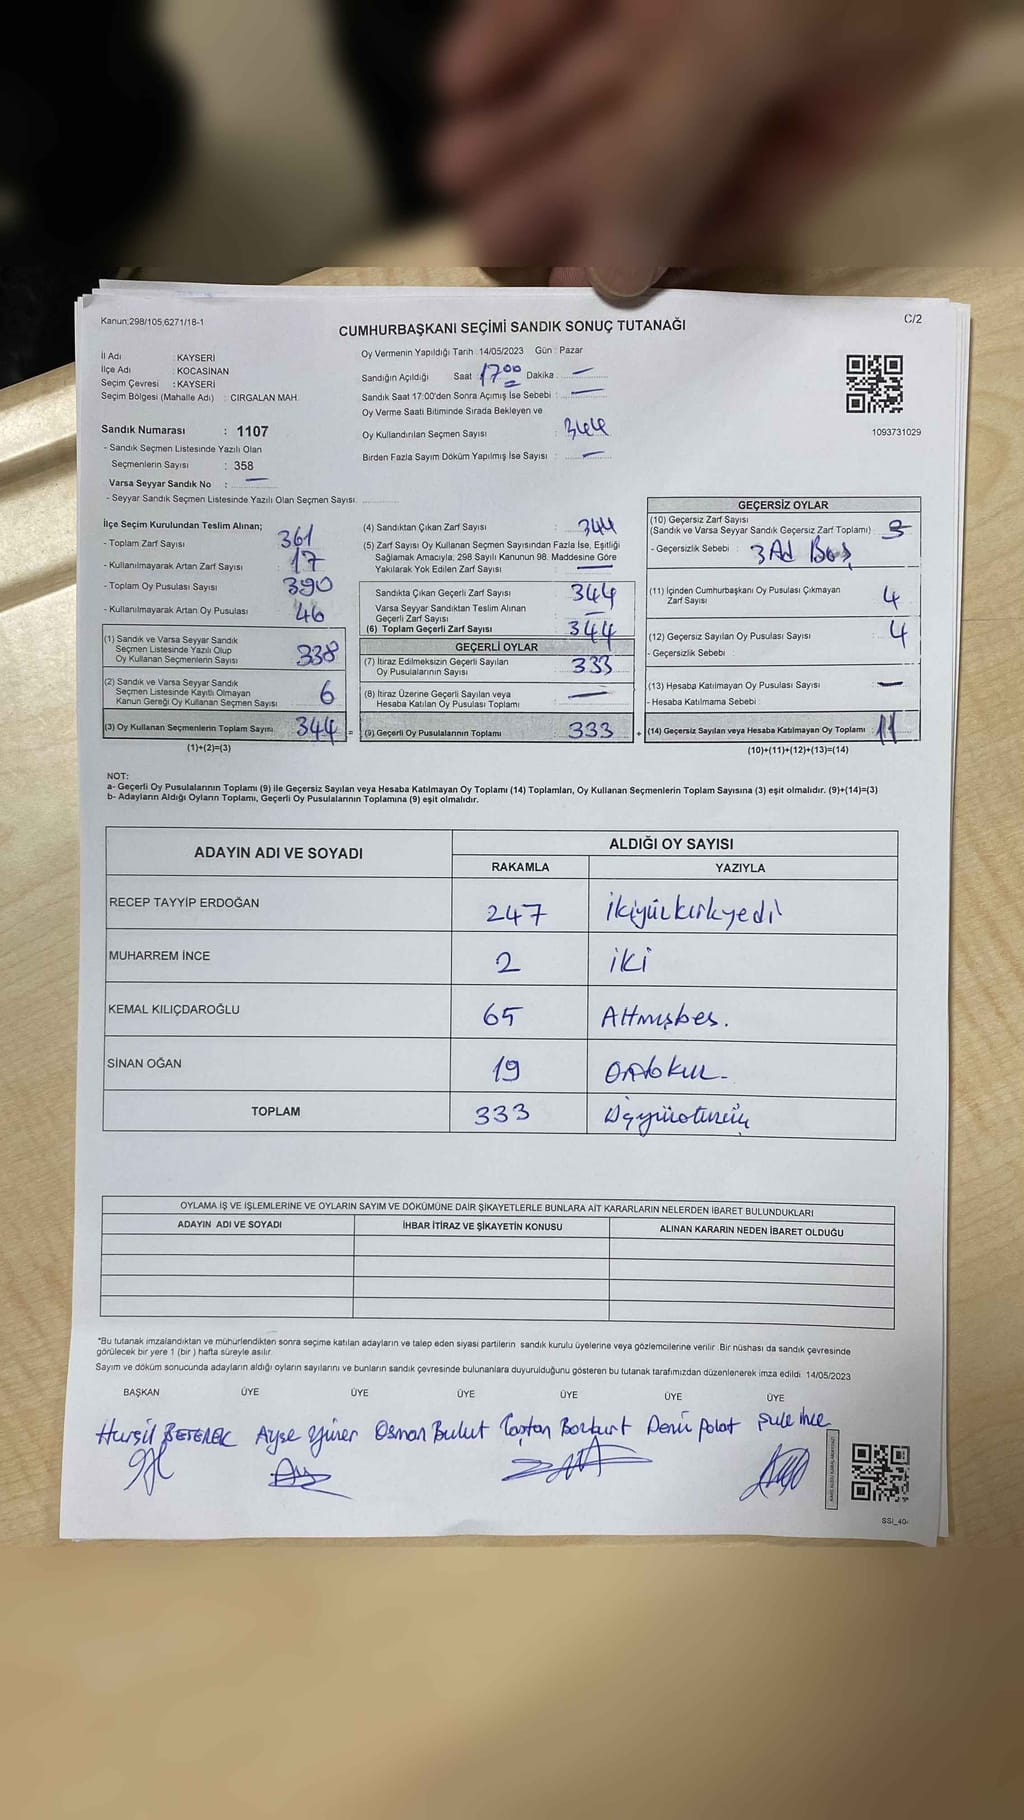 Kanun:298/105,6271/18-1
C/2
CUMHURBAŞKANI SEÇİMİ SANDIK SONUÇ TUTANAĞI
İl Adı : KAYSERİ
İlçe Adı : KOCASİNAN
Seçim Çevresi : KAYSERİ
Seçim Bölgesi (Mahalle Adı) : CIRGALAN MAH.
Sandık Numarası : 1107
- Sandık Seçmen Listesinde Yazılı Olan
Seçmenlerin Sayısı : 358
Varsa Seyyar Sandık No : —
- Seyyar Sandık Seçmen Listesinde Yazılı Olan Seçmen Sayısı
Oy Vermenin Yapıldığı Tarih : 14/05/2023 Gün : Pazar
Sandığın Açıldığı Saat 17:00 Dakika : —
Sandık Saat 17:00'den Sonra Açımış İse Sebebi : —
Oy Verme Saati Bitiminde Sırada Bekleyen ve
Oy Kullandırılan Seçmen Sayısı : 344
Birden Fazla Sayım Döküm Yapılmış İse Sayısı : —
1093731029
İlçe Seçim Kurulundan Teslim Alınan;
- Toplam Zarf Sayısı 361
- Kullanılmayarak Artan Zarf Sayısı 17
- Toplam Oy Pusulası Sayısı 390
- Kullanılmayarak Artan Oy Pusulası 46
(1) Sandık ve Varsa Seyyar Sandık
Seçmen Listesinde Yazılı Olup
Oy Kullanan Seçmenlerin Sayısı 338
(2) Sandık ve Varsa Seyyar Sandık
Seçmen Listesinde Kayıtlı Olmayan
Kanun Gereği Oy Kullanan Seçmen Sayısı 6
(3) Oy Kullanan Seçmenlerin Toplam Sayısı 344 =
(1)+(2)=(3)
(4) Sandıktan Çıkan Zarf Sayısı : 344
(5) Zarf Sayısı Oy Kullanan Seçmen Sayısından Fazla İse, Eşitliği
Sağlamak Amacıyla, 298 Sayılı Kanunun 98. Maddesine Göre
Yakılarak Yok Edilen Zarf Sayısı —
Sandıkta Çıkan Geçerli Zarf Sayısı 344
Varsa Seyyar Sandıktan Teslim Alınan
Geçerli Zarf Sayısı —
(6) Toplam Geçerli Zarf Sayısı 344
GEÇERLİ OYLAR
(7) İtiraz Edilmeksizin Geçerli Sayılan
Oy Pusulalarının Sayısı 333
(8) İtiraz Üzerine Geçerli Sayılan veya
Hesaba Katılan Oy Pusulası Toplamı —
(9) Geçerli Oy Pusulalarının Toplamı 333 +
GEÇERSİZ OYLAR
(10) Geçersiz Zarf Sayısı
(Sandık ve Varsa Seyyar Sandık Geçersiz Zarf Toplamı) : 3
- Geçersizlik Sebebi : 3 Ad Boş
(11) İçinden Cumhurbaşkanı Oy Pusulası Çıkmayan
Zarf Sayısı 4
(12) Geçersiz Sayılan Oy Pusulası Sayısı : 4
- Geçersizlik Sebebi :
(13) Hesaba Katılmayan Oy Pusulası Sayısı : —
- Hesaba Katılmama Sebebi :
(14) Geçersiz Sayılan veya Hesaba Katılmayan Oy Toplamı : 11
(10)+(11)+(12)+(13)=(14)
NOT:
a- Geçerli Oy Pusulalarının Toplamı (9) ile Geçersiz Sayılan veya Hesaba Katılmayan Oy Toplamı (14) Toplamları, Oy Kullanan Seçmenlerin Toplam Sayısına (3) eşit olmalıdır. (9)+(14)=(3)
b- Adayların Aldığı Oyların Toplamı, Geçerli Oy Pusulalarının Toplamına (9) eşit olmalıdır.
ADAYIN ADI VE SOYADI ALDIĞI OY SAYISI
RAKAMLA YAZIYLA
RECEP TAYYİP ERDOĞAN 247 ikiyüzkırkyedi
MUHARREM İNCE 2 iki
KEMAL KILIÇDAROĞLU 65 Altmışbeş.
SİNAN OĞAN 19 Ondokuz
TOPLAM 333 Üçyüzotuzüç
OYLAMA İŞ VE İŞLEMLERINE VE OYLARIN SAYIM VE DÖKÜMÜNE DAİR ŞİKAYETLERLE BUNLARA AİT KARARLARIN NELERDEN İBARET BULUNDUKLARI
ADAYIN ADI VE SOYADI İHBAR İTİRAZ VE ŞİKAYETİN KONUSU ALINAN KARARIN NEDEN İBARET OLDUĞU
*Bu tutanak imzalandıktan ve mühürlendikten sonra seçime katılan adayların ve talep eden siyasi partilerin sandık kurulu üyelerine veya gözlemcilerine verilir .Bir nüshası da sandık çevresinde
görülecek bir yere 1 (bir ) hafta süreyle asılır.
Sayım ve döküm sonucunda adayların aldığı oyların sayılarını ve bunların sandık çevresinde bulunanlara duyurulduğunu gösteren bu tutanak tarafımızdan düzenlenerek imza edildi. 14/05/2023
BAŞKAN ÜYE ÜYE ÜYE ÜYE ÜYE ÜYE
Ayşe Osman Bulut Taştan Bozkurt Deniz Polat Şule İnce
SSİ_40-